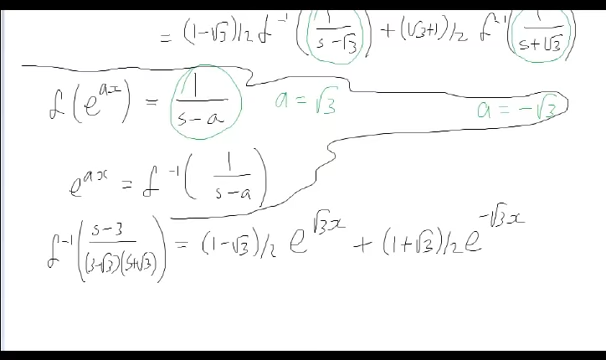 = (1-√3)/2 f⁻¹(1/(s-√3)) + (√3+1)/2 f⁻¹(1/(s+√3))
f(e^{ax}) = 1/(s-a) a = √3 a = -√3
e^{ax} = f⁻¹(1/(s-a))
f⁻¹((s-3)/((s-√3)(s+√3))) = (1-√3)/2 e^{√3x} + (1+√3)/2 e^{-√3x}